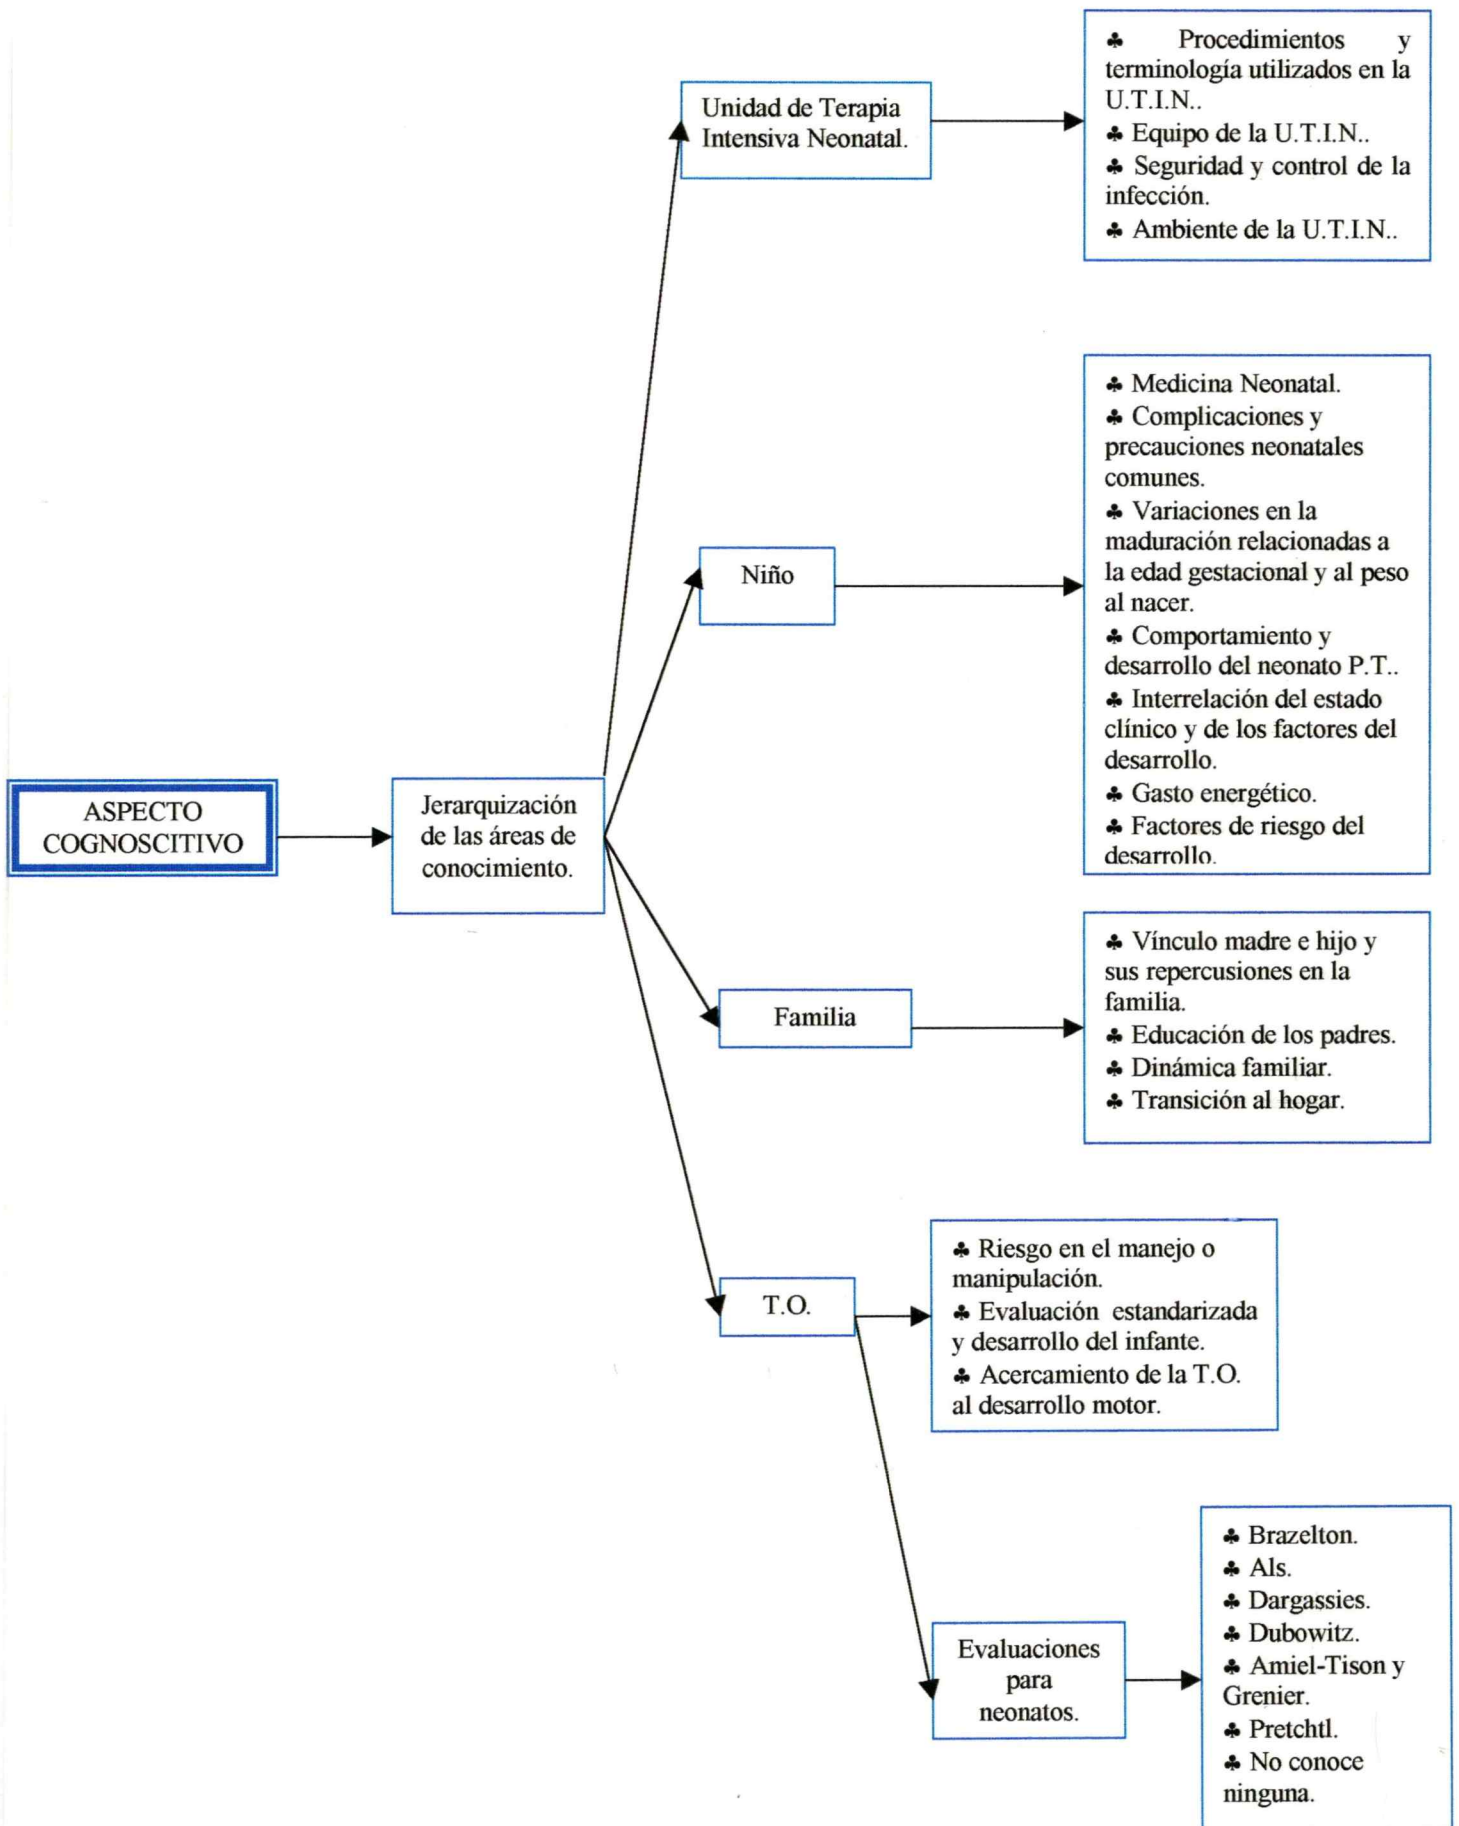 ASPECTO
COGNOSCITIVO
Jerarquización
de las áreas de
conocimiento.
Unidad de Terapia
Intensiva Neonatal.
♣ Procedimientos y
terminología utilizados en la
U.T.I.N..
♣ Equipo de la U.T.I.N..
♣ Seguridad y control de la
infección.
♣ Ambiente de la U.T.I.N..
Niño
♣ Medicina Neonatal.
♣ Complicaciones y
precauciones neonatales
comunes.
♣ Variaciones en la
maduración relacionadas a
la edad gestacional y al peso
al nacer.
♣ Comportamiento y
desarrollo del neonato P.T..
♣ Interrelación del estado
clínico y de los factores del
desarrollo.
♣ Gasto energético.
♣ Factores de riesgo del
desarrollo.
Familia
♣ Vínculo madre e hijo y
sus repercusiones en la
familia.
♣ Educación de los padres.
♣ Dinámica familiar.
♣ Transición al hogar.
T.O.
♣ Riesgo en el manejo o
manipulación.
♣ Evaluación estandarizada
y desarrollo del infante.
♣ Acercamiento de la T.O.
al desarrollo motor.
Evaluaciones
para
neonatos.
♣ Brazelton.
♣ Als.
♣ Dargassies.
♣ Dubowitz.
♣ Amiel-Tison y
Grenier.
♣ Pretchtl.
♣ No conoce
ninguna.